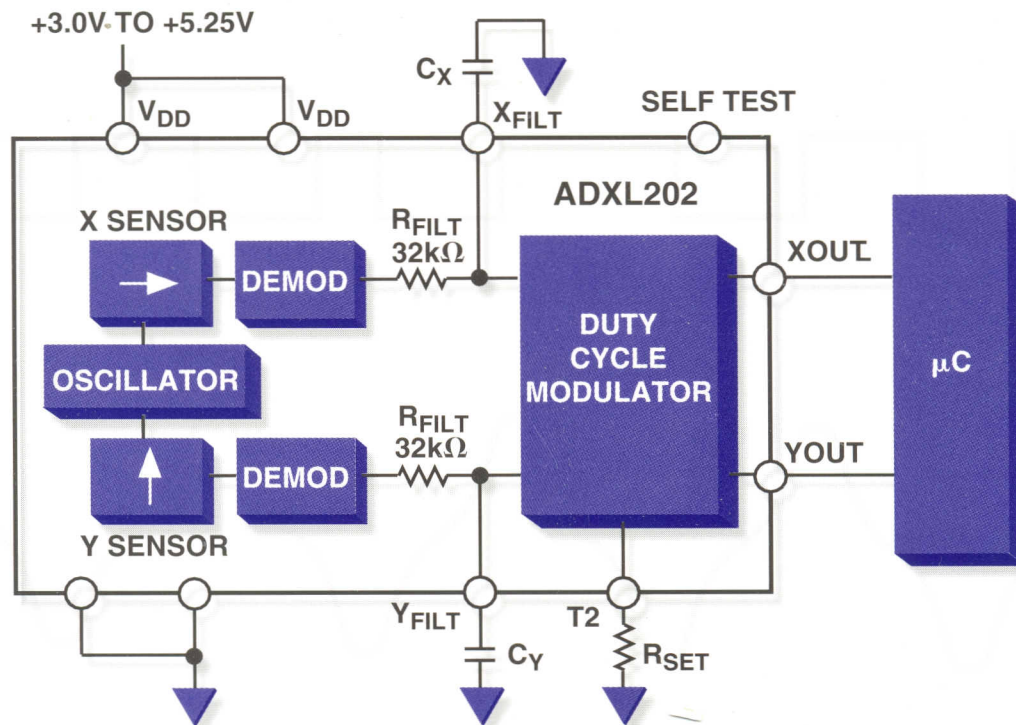 +3.0V TO +5.25V
CX
VDD
VDD
XFILT
SELF TEST
ADXL202
X SENSOR
RFILT
32kΩ
DEMOD
XOUT
DUTY
CYCLE
MODULATOR
µC
OSCILLATOR
RFILT
32kΩ
DEMOD
YOUT
Y SENSOR
YFILT
T2
CY
RSET